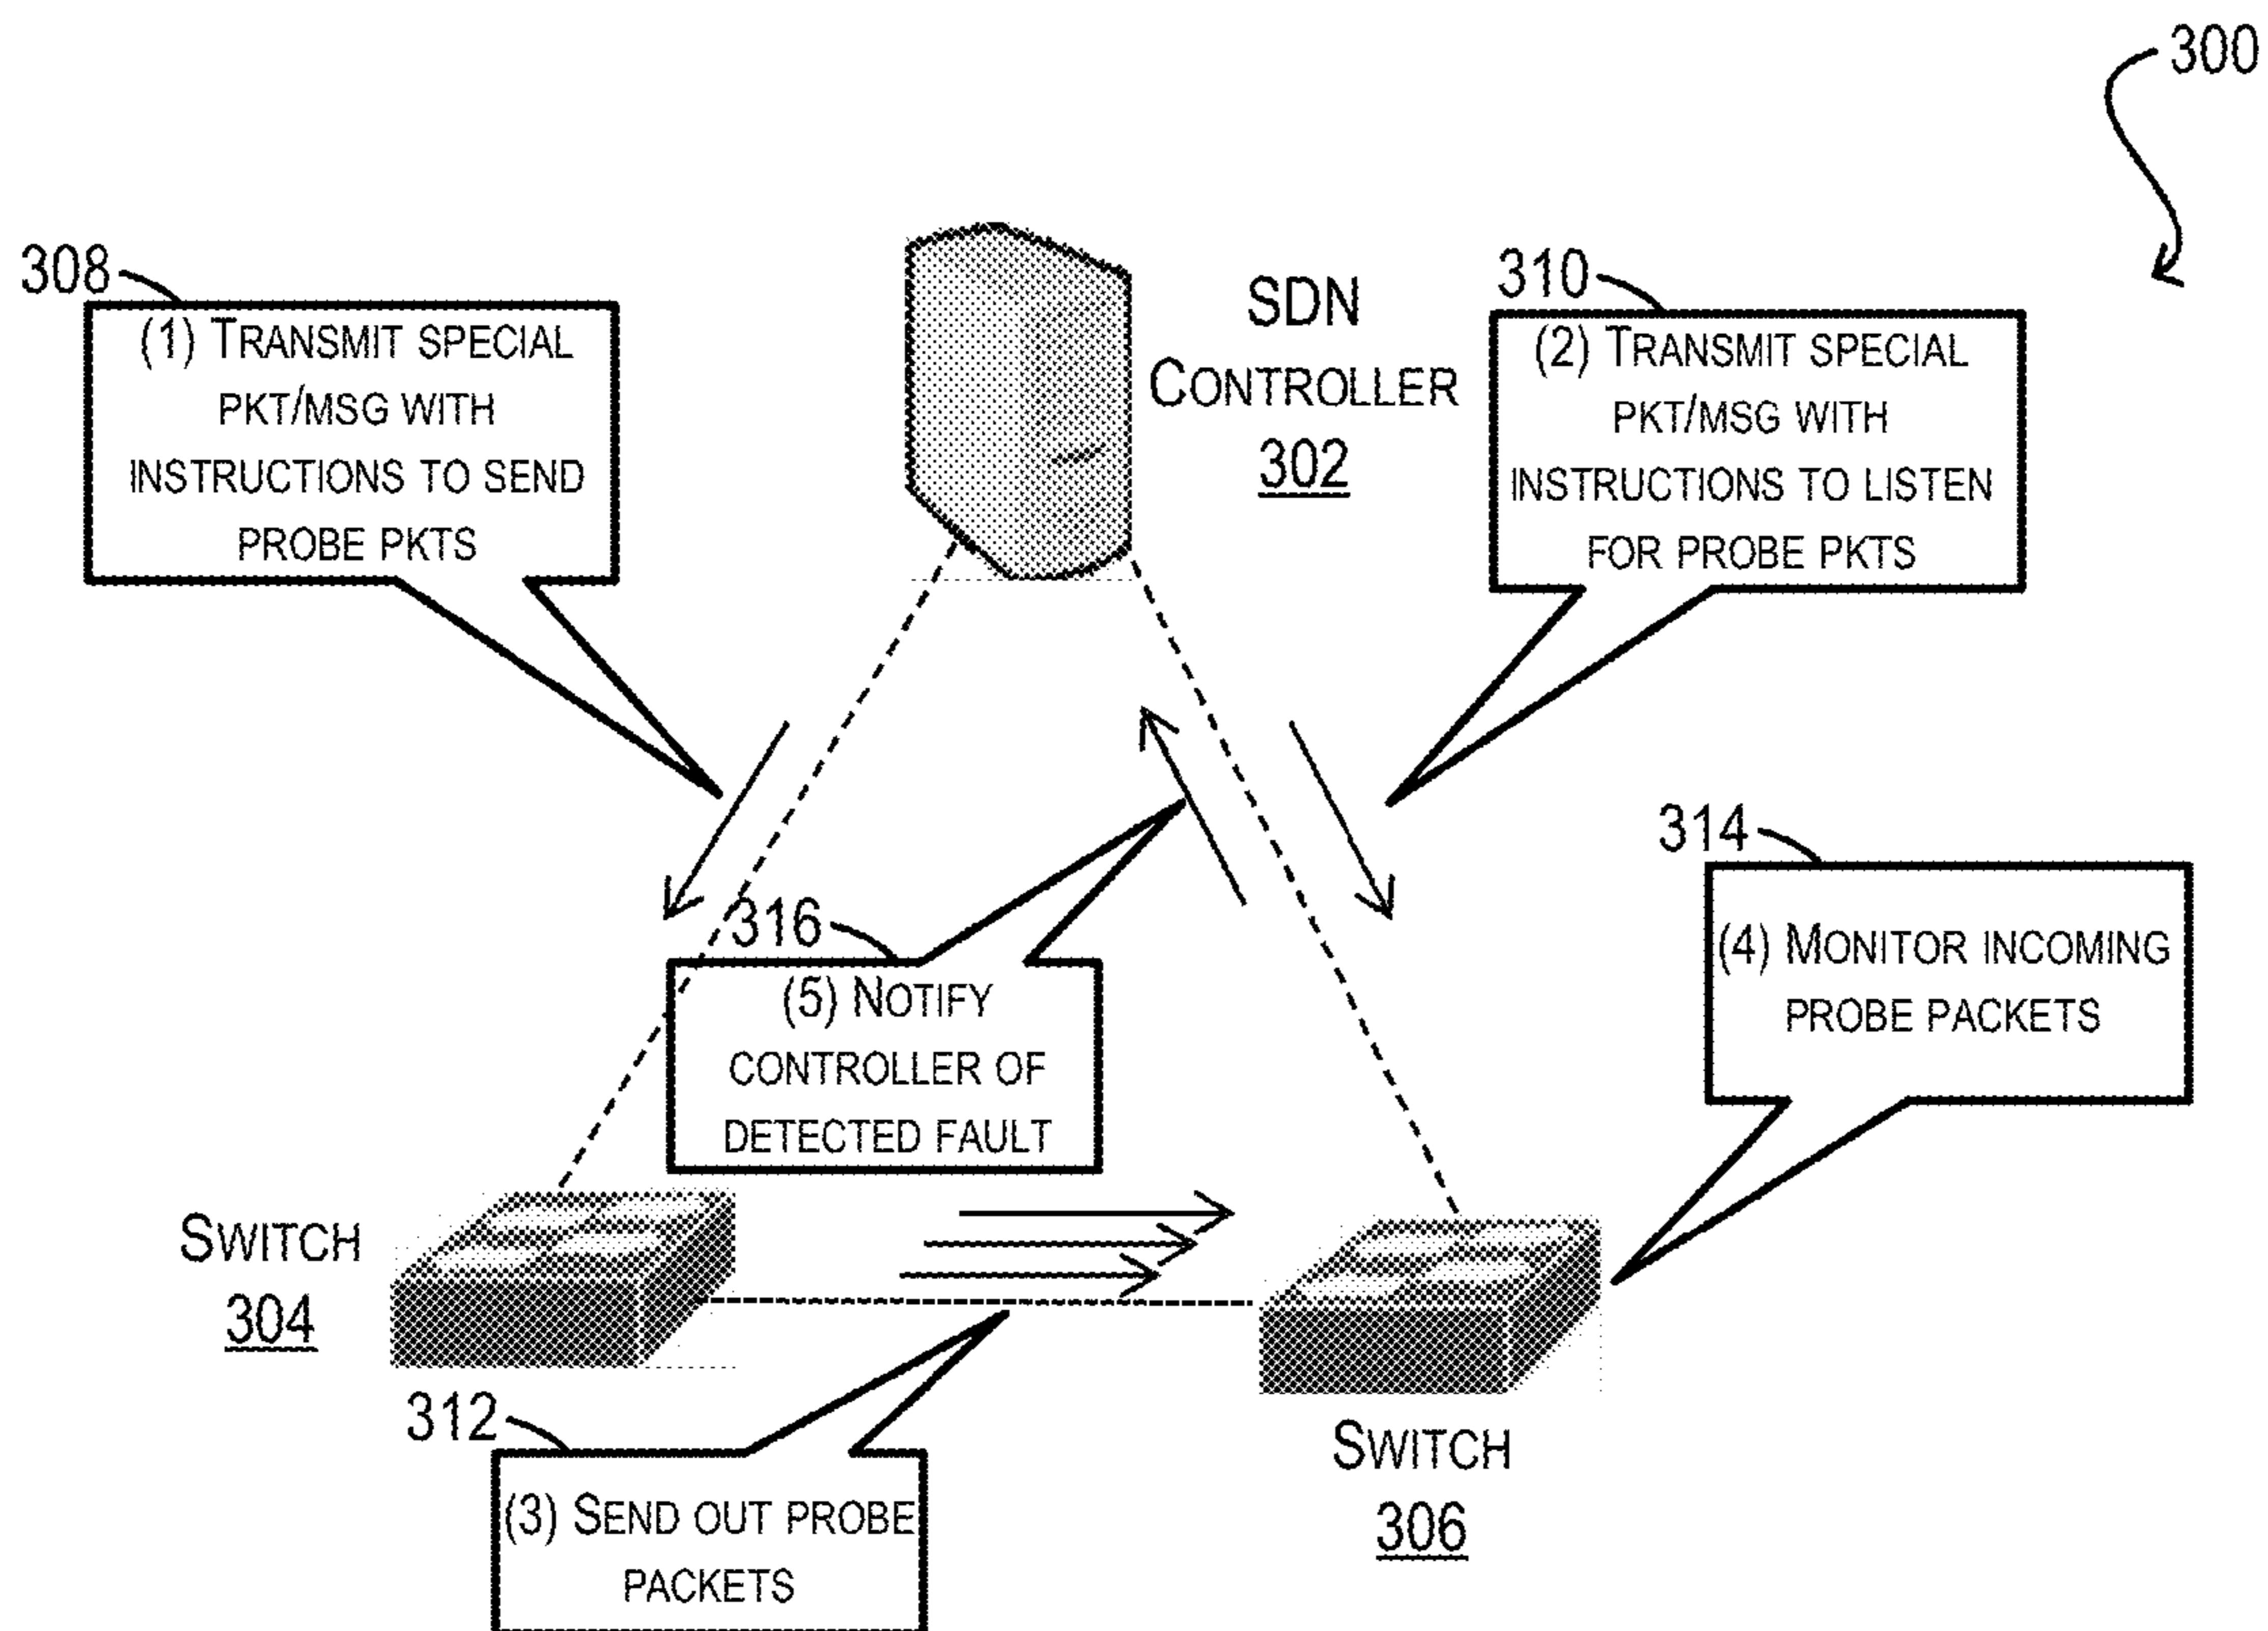 300
308
(1) TRANSMIT SPECIAL
PKT/MSG WITH
INSTRUCTIONS TO SEND
PROBE PKTS
SDN
CONTROLLER
302
310
(2) TRANSMIT SPECIAL
PKT/MSG WITH
INSTRUCTIONS TO LISTEN
FOR PROBE PKTS
314
(4) MONITOR INCOMING
PROBE PACKETS
316
(5) NOTIFY
CONTROLLER OF
DETECTED FAULT
SWITCH
304
312
(3) SEND OUT PROBE
PACKETS
SWITCH
306